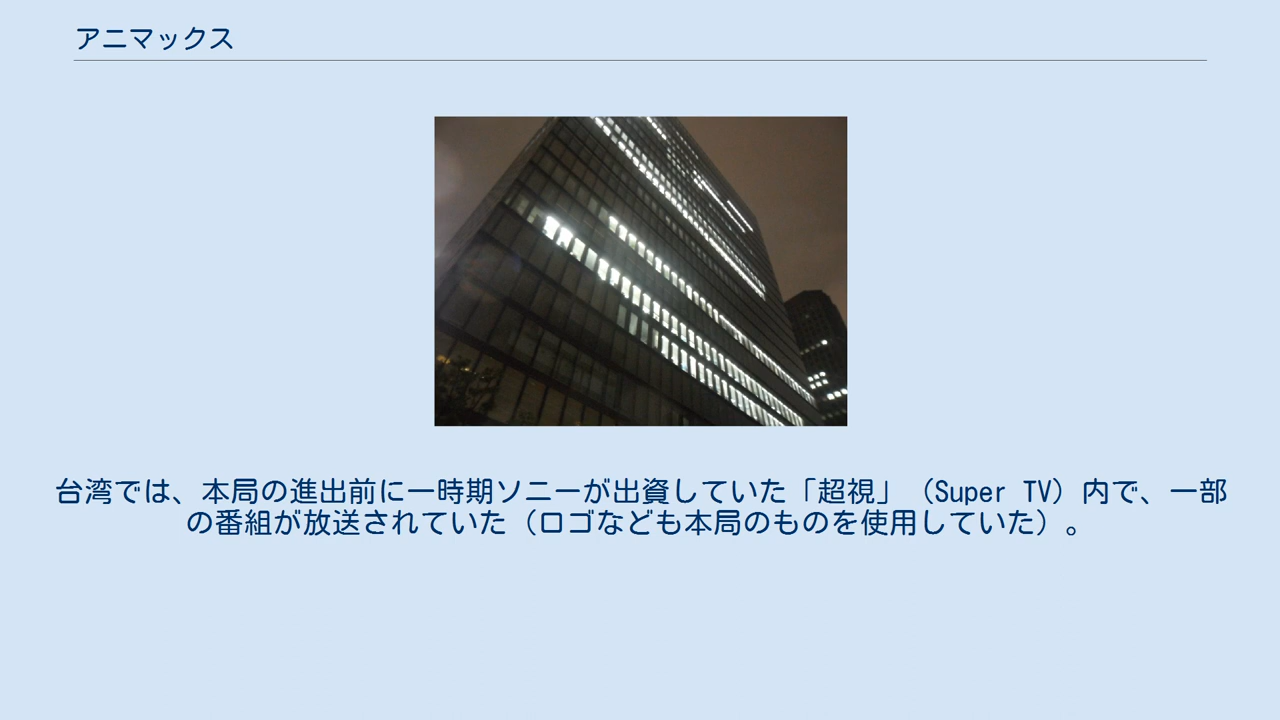 アニマックス
台湾では、本局の進出前に一時期ソニーが出資していた「超視」（Super TV）内で、一部
の番組が放送されていた（ロゴなども本局のものを使用していた）。